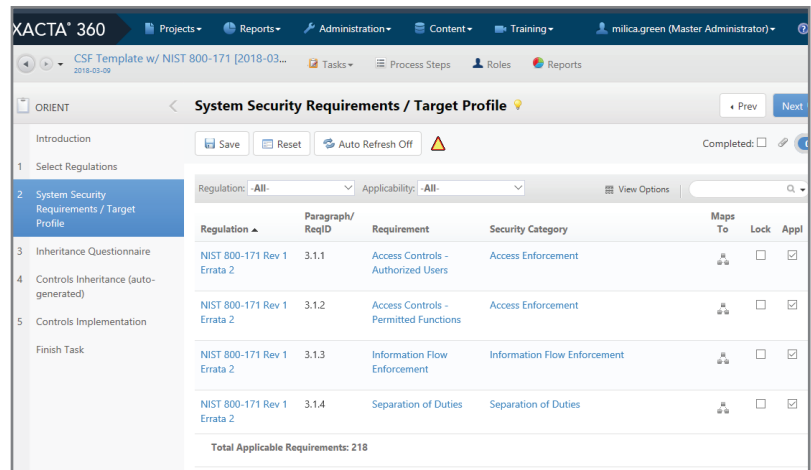 XACTA® 360 Projects Reports Administration Content Training milica.green (Master Administrator)
CSF Template w/ NIST 800-171 [2018-03... Tasks Process Steps Roles Reports
2018-03-09
ORIENT
System Security Requirements / Target Profile
Prev Next
Introduction
Save Reset Auto Refresh Off Completed:
1 Select Regulations
2 System Security
Requirements / Target
Profile
3 Inheritance Questionnaire
4 Controls Inheritance (auto-
generated)
5 Controls Implementation
Finish Task
Regulation: -All- Applicability: -All- View Options
Regulation Paragraph/
ReqID Requirement Security Category Maps
To Lock Appl
NIST 800-171 Rev 1
Errata 2 3.1.1 Access Controls -
Authorized Users Access Enforcement
NIST 800-171 Rev 1
Errata 2 3.1.2 Access Controls -
Permitted Functions Access Enforcement
NIST 800-171 Rev 1
Errata 2 3.1.3 Information Flow
Enforcement Information Flow Enforcement
NIST 800-171 Rev 1
Errata 2 3.1.4 Separation of Duties Separation of Duties
Total Applicable Requirements: 218